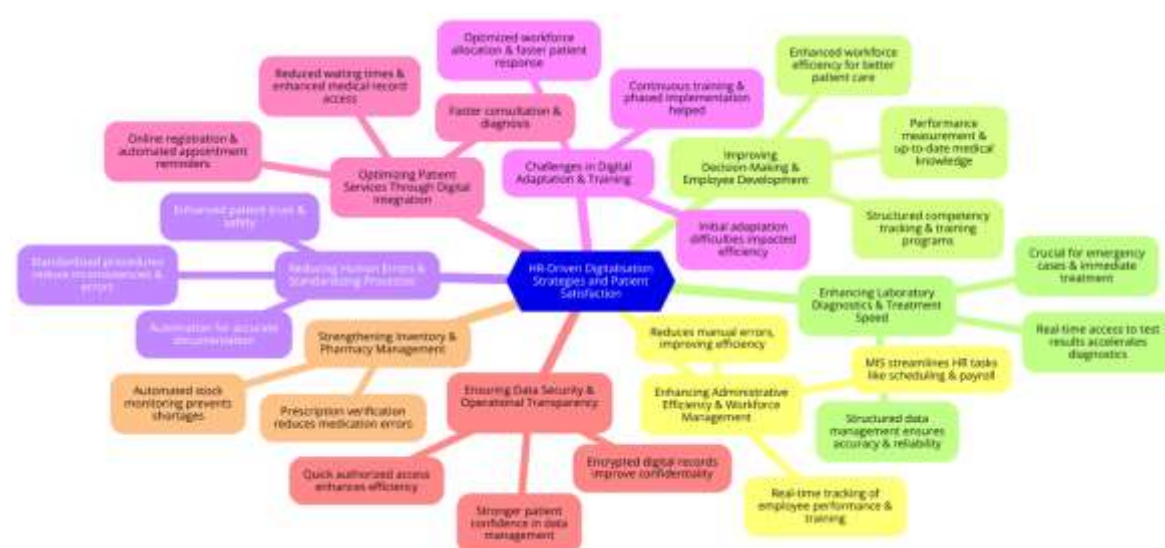 Optimized workforce
allocation & faster patient
response
Enhanced workforce
efficiency for better
patient care
Reduced waiting times &
enhanced medical record
access
Continuous training &
phased implementation
helped
Faster consultation &
diagnosis
Performance
measurement &
up-to-date medical
knowledge
Online registration &
automated appointment
reminders
Optimizing Patient
Services Through Digital
Integration
Challenges in Digital
Adaptation & Training
Improving
Decision-Making &
Employee Development
Enhanced patient trust &
safety
Initial adaptation
difficulties impacted
efficiency
Structured competency
tracking & training
programs
Standardized procedures
reduce inconsistencies &
errors
Reducing Human Errors &
Standardizing Processes
HR-Driven Digitalisation
Strategies and Patient
Satisfaction
Crucial for emergency
cases & immediate
treatment
Enhancing Laboratory
Diagnostics & Treatment
Speed
Automation for accurate
documentation
Strengthening Inventory &
Pharmacy Management
Reduces manual errors,
improving efficiency
Real-time access to test
results accelerates
diagnostics
MIS streamlines HR tasks
like scheduling & payroll
Automated stock
monitoring prevents
shortages
Prescription verification
reduces medication errors
Ensuring Data Security &
Operational Transparency
Enhancing Administrative
Efficiency & Workforce
Management
Structured data
management ensures
accuracy & reliability
Quick authorized access
enhances efficiency
Encrypted digital records
improve confidentiality
Stronger patient
confidence in data
management
Real-time tracking of
employee performance &
training